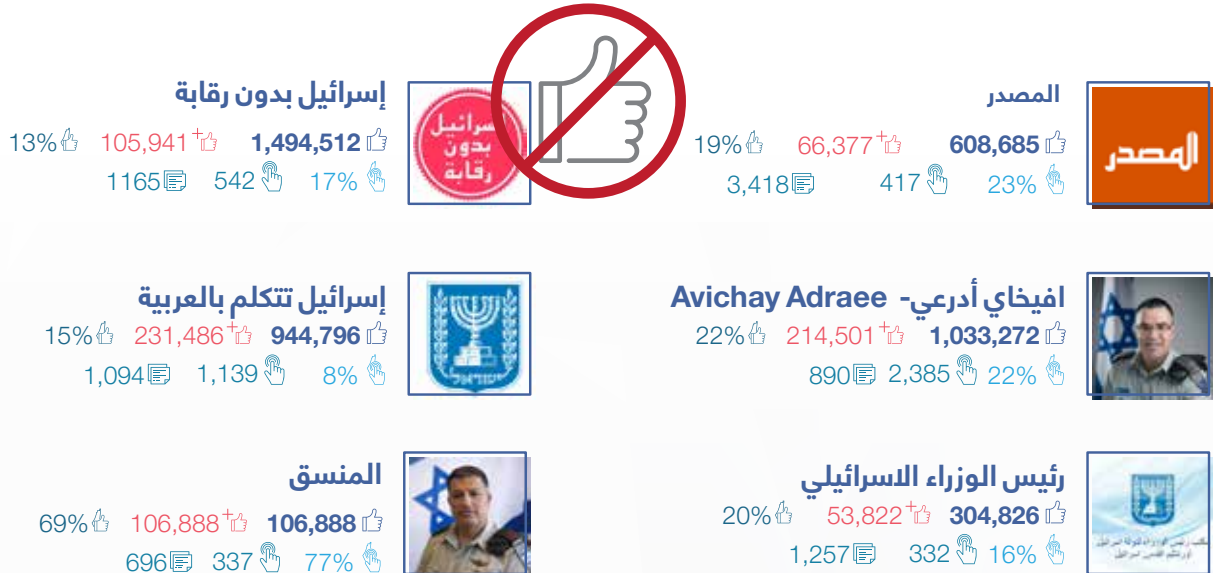 المصدر
608,685 66,377+ 19%
23% 417 3,418
المصدر
إسرائيل بدون رقابة
1,494,512 105,941+ 13%
17% 542 1165
إسرائيل
بدون
رقابة
افيخاي أدرعي- Avichay Adraee
1,033,272 214,501+ 22%
22% 2,385 890
إسرائيل تتكلم بالعربية
944,796 231,486+ 15%
8% 1,139 1,094
ישראל
رئيس الوزراء الاسرائيلي
304,826 53,822+ 20%
16% 332 1,257
المنسق
106,888 106,888+ 69%
77% 337 696